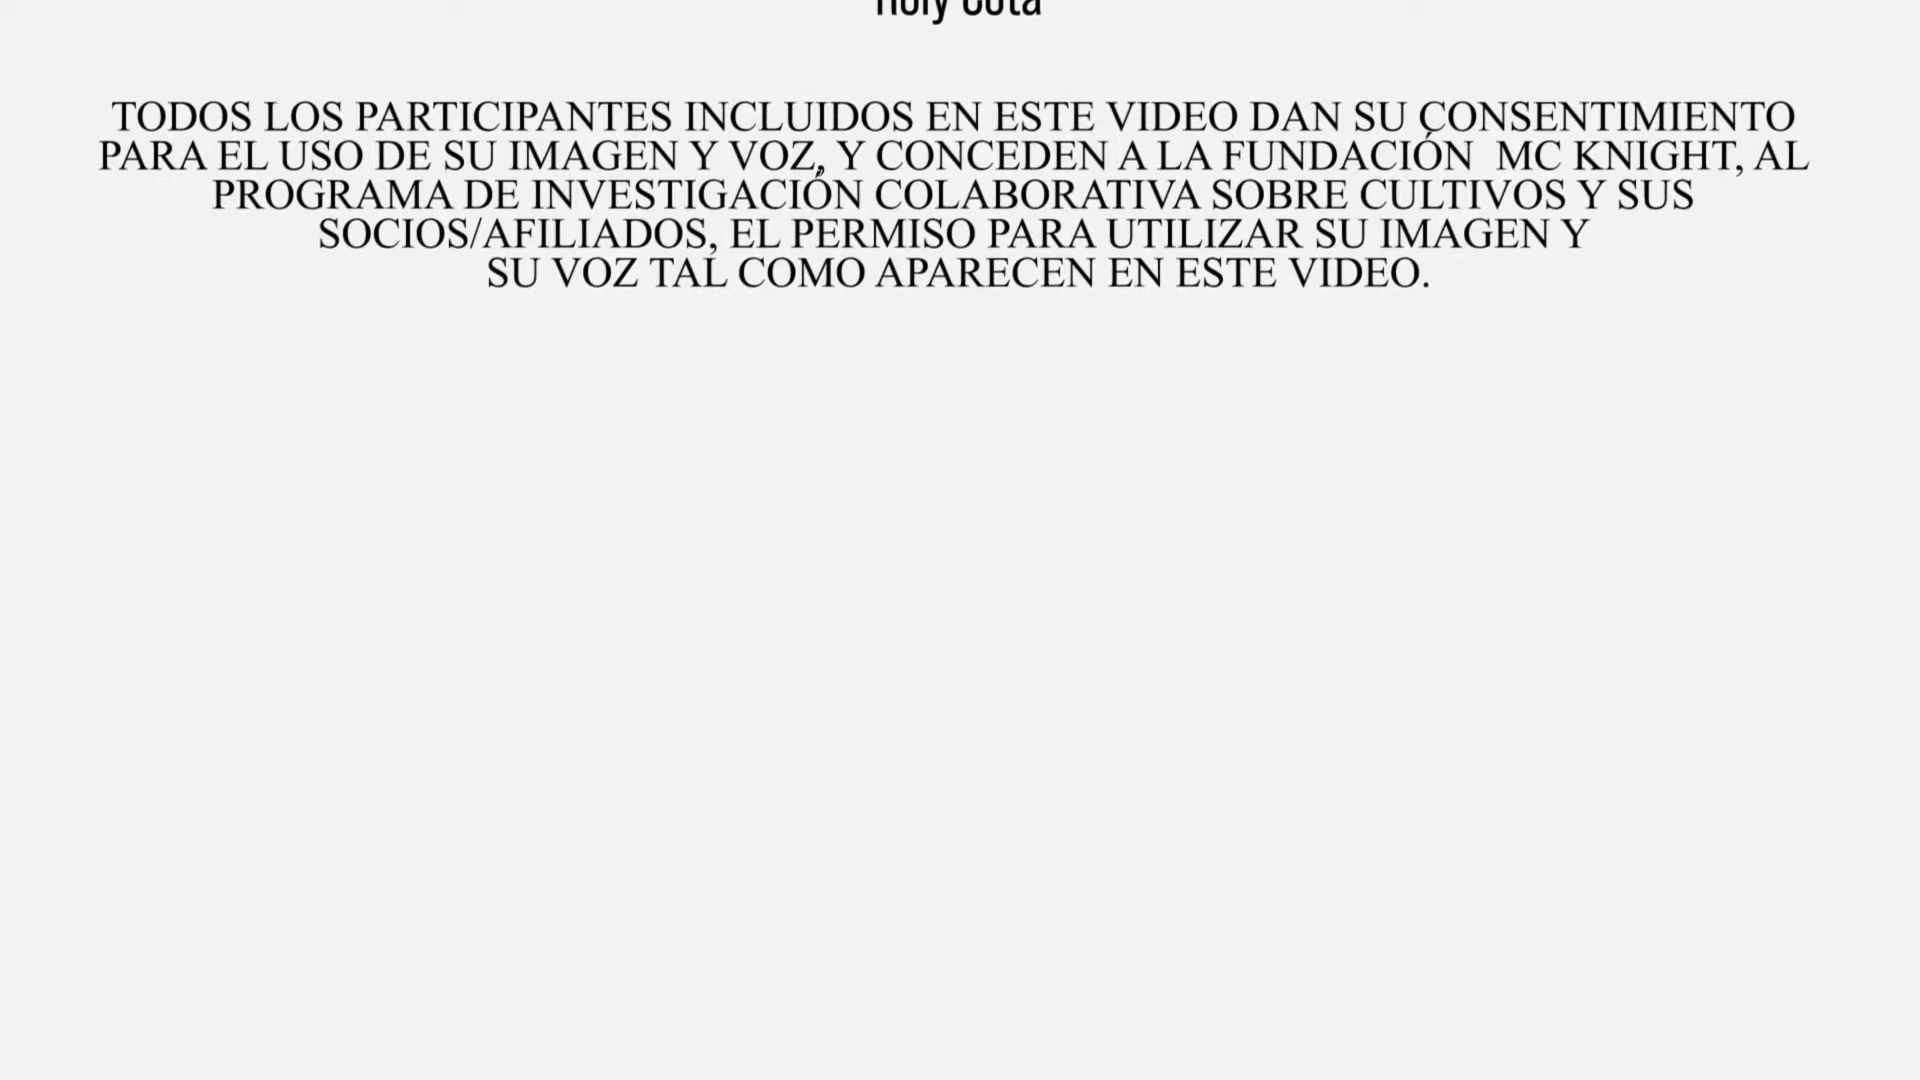 TODOS LOS PARTICIPANTES INCLUIDOS EN ESTE VIDEO DAN SU CONSENTIMIENTO
PARA EL USO DE SU IMAGEN Y VOZ, Y CONCEDEN A LA FUNDACIÓN  MC KNIGHT, AL
PROGRAMA DE INVESTIGACIÓN COLABORATIVA SOBRE CULTIVOS Y SUS
SOCIOS/AFILIADOS, EL PERMISO PARA UTILIZAR SU IMAGEN Y
SU VOZ TAL COMO APARECEN EN ESTE VIDEO.